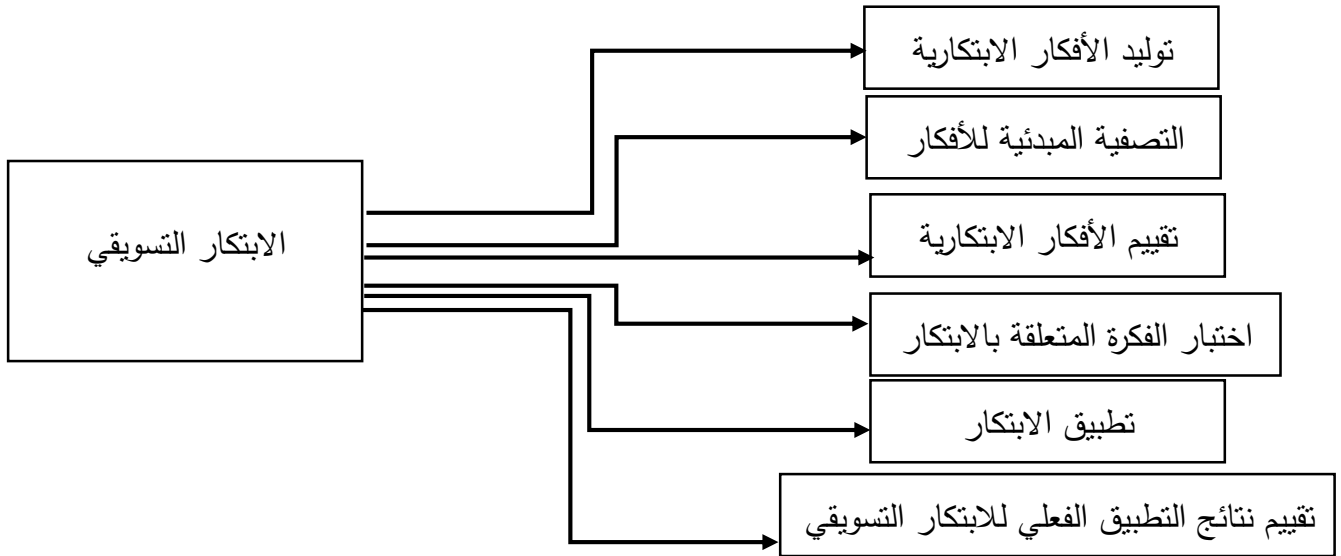 توليد الأفكار الابتكارية
التصفية المبدئية للأفكار
الابتكار التسويقي
تقييم الأفكار الابتكارية
اختبار الفكرة المتعلقة بالابتكار
تطبيق الابتكار
تقييم نتائج التطبيق الفعلي للابتكار التسويقي